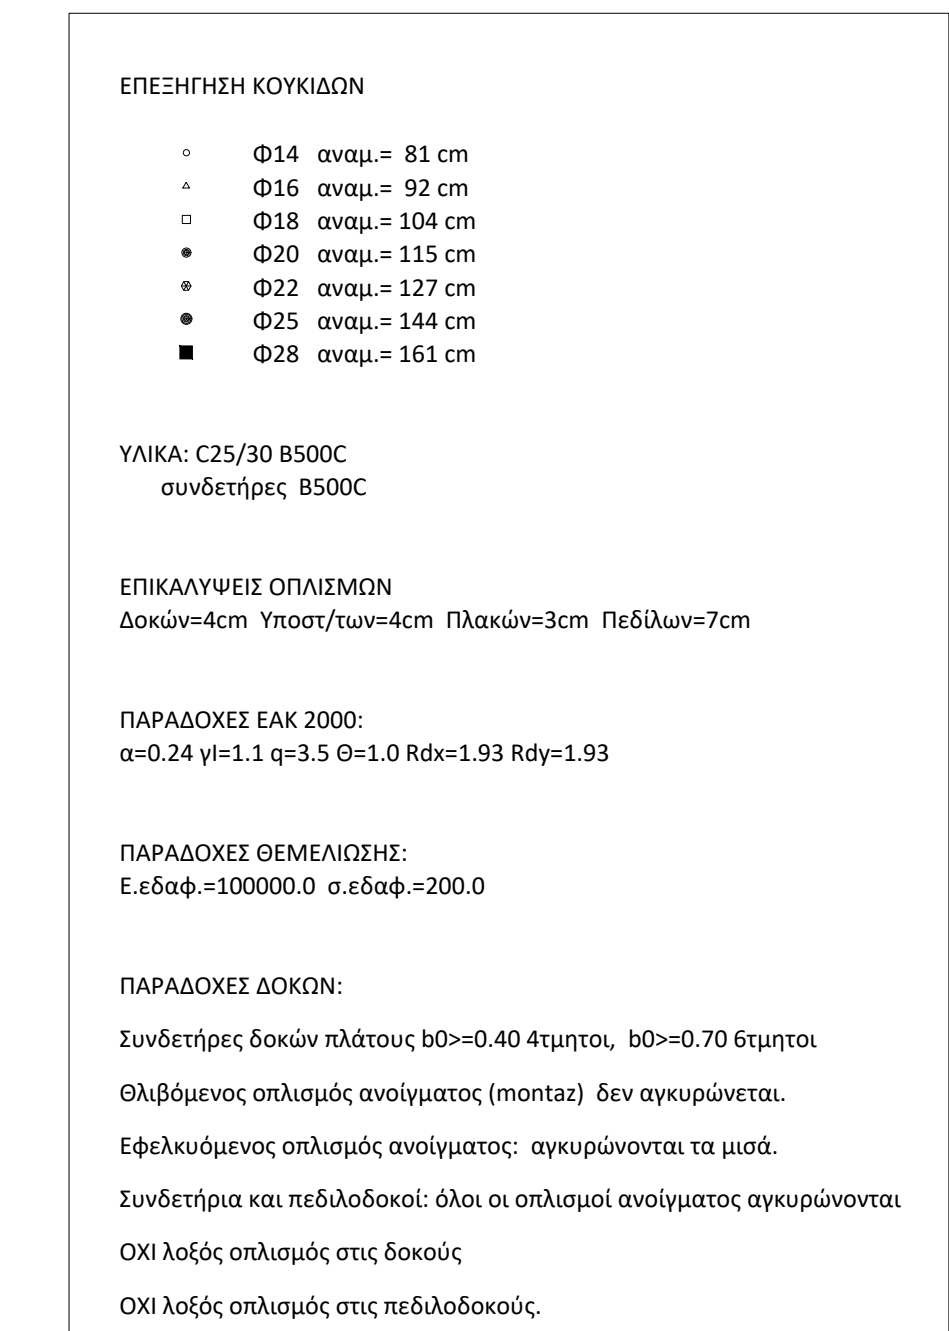 ΕΠΕΞΗΓΗΣΗ ΚΟΥΚΙΔΩΝ
Φ14 αναμ.= 81 cm
Φ16 αναμ.= 92 cm
Φ18 αναμ.= 104 cm
Φ20 αναμ.= 115 cm
Φ22 αναμ.= 127 cm
Φ25 αναμ.= 144 cm
Φ28 αναμ.= 161 cm
ΥΛΙΚΑ: C25/30 B500C
συνδετήρες B500C
ΕΠΙΚΑΛΥΨΕΙΣ ΟΠΛΙΣΜΩΝ
Δοκών=4cm Υποστ/των=4cm Πλακών=3cm Πεδίλων=7cm
ΠΑΡΑΔΟΧΕΣ ΕΑΚ 2000:
α=0.24 γΙ=1.1 q=3.5 Θ=1.0 Rdx=1.93 Rdy=1.93
ΠΑΡΑΔΟΧΕΣ ΘΕΜΕΛΙΩΣΗΣ:
Ε.εδαφ.=100000.0 σ.εδαφ.=200.0
ΠΑΡΑΔΟΧΕΣ ΔΟΚΩΝ:
Συνδετήρες δοκών πλάτους b0>=0.40 4τμητοι, b0>=0.70 6τμητοι
Θλιβόμενος οπλισμός ανοίγματος (montaz) δεν αγκυρώνεται.
Εφελκυόμενος οπλισμός ανοίγματος: αγκυρώνονται τα μισά.
Συνδετήρια και πεδιλοδοκοί: όλοι οι οπλισμοί ανοίγματος αγκυρώνονται
ΟΧΙ λοξός οπλισμός στις δοκούς
ΟΧΙ λοξός οπλισμός στις πεδιλοδοκούς.